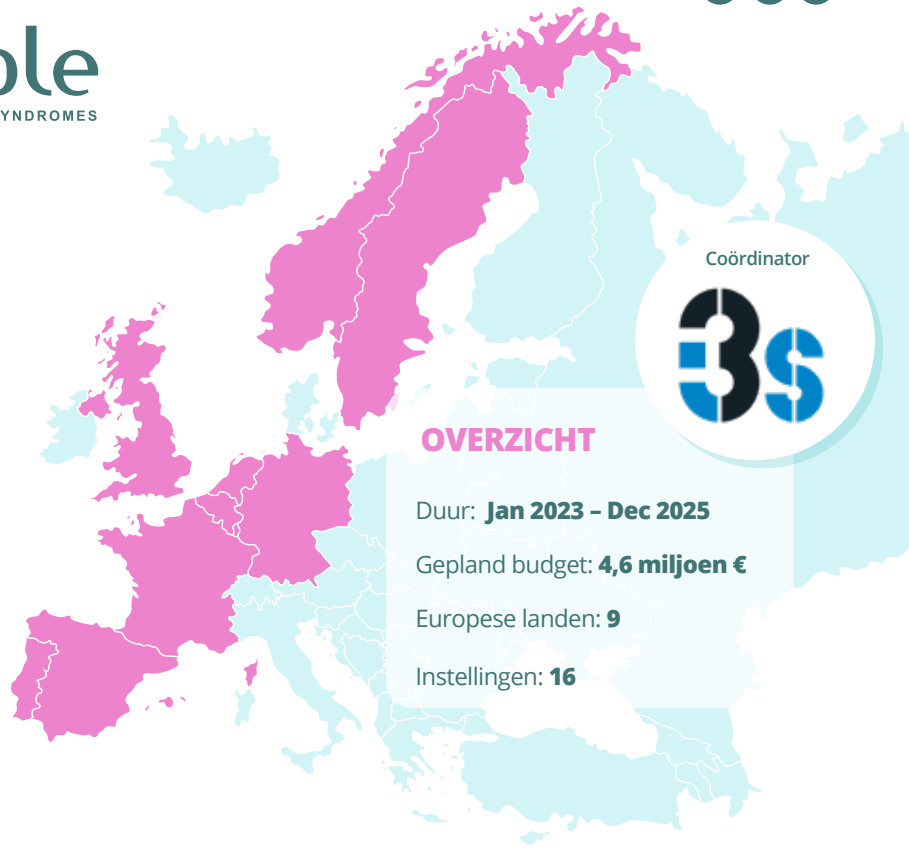 ple
YNDROMES
Coördinator
3s
OVERZICHT
Duur: Jan 2023 – Dec 2025
Gepland budget: 4,6 miljoen €
Europese landen: 9
Instellingen: 16